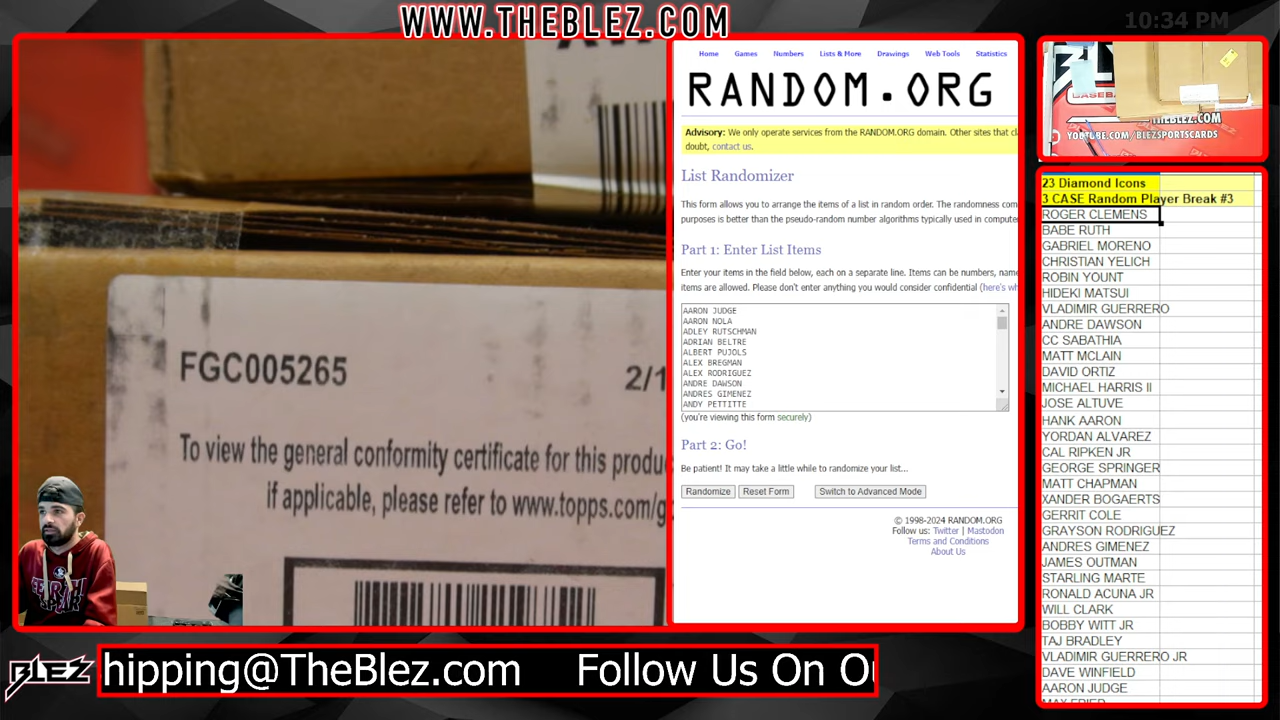 WWW.THEBLEZ.COM
10:34 PM
FGC005265
2/1
To view the general conformity certificate for this produ
if applicable, please refer to www.topps.com/g
Home Games Numbers Lists & More Drawings Web Tools Statistics
RANDOM.ORG
Advisory: We only operate services from the RANDOM.ORG domain. Other sites that cl
doubt, contact us.
List Randomizer
This form allows you to arrange the items of a list in random order. The randomness com
purposes is better than the pseudo-random number algorithms typically used in compute
Part 1: Enter List Items
Enter your items in the field below, each on a separate line. Items can be numbers, name
items are allowed. Please don't enter anything you would consider confidential (here's wh
AARON JUDGE
AARON NOLA
ADLEY RUTSCHMAN
ADRIAN BELTRE
ALBERT PUJOLS
ALEX BREGMAN
ALEX RODRIGUEZ
ANDRE DAWSON
ANDRES GIMENEZ
ANDY PETTITTE
(you're viewing this form securely)
Part 2: Go!
Be patient! It may take a little while to randomize your list...
Randomize Reset Form Switch to Advanced Mode
© 1998-2024 RANDOM.ORG
Follow us: Twitter | Mastodon
Terms and Conditions
About Us
THEBLEZ.COM
YOUTUBE.COM/BLEZSPORTSCARDS
23 Diamond Icons
3 CASE Random Player Break #3
ROGER CLEMENS
BABE RUTH
GABRIEL MORENO
CHRISTIAN YELICH
ROBIN YOUNT
HIDEKI MATSUI
VLADIMIR GUERRERO
ANDRE DAWSON
CC SABATHIA
MATT MCLAIN
DAVID ORTIZ
MICHAEL HARRIS II
JOSE ALTUVE
HANK AARON
YORDAN ALVAREZ
CAL RIPKEN JR
GEORGE SPRINGER
MATT CHAPMAN
XANDER BOGAERTS
GERRIT COLE
GRAYSON RODRIGUEZ
ANDRES GIMENEZ
JAMES OUTMAN
STARLING MARTE
RONALD ACUNA JR
WILL CLARK
BOBBY WITT JR
TAJ BRADLEY
VLADIMIR GUERRERO JR
DAVE WINFIELD
AARON JUDGE
MAX FRIED
BLEZ
hipping@TheBlez.com Follow Us On Ou